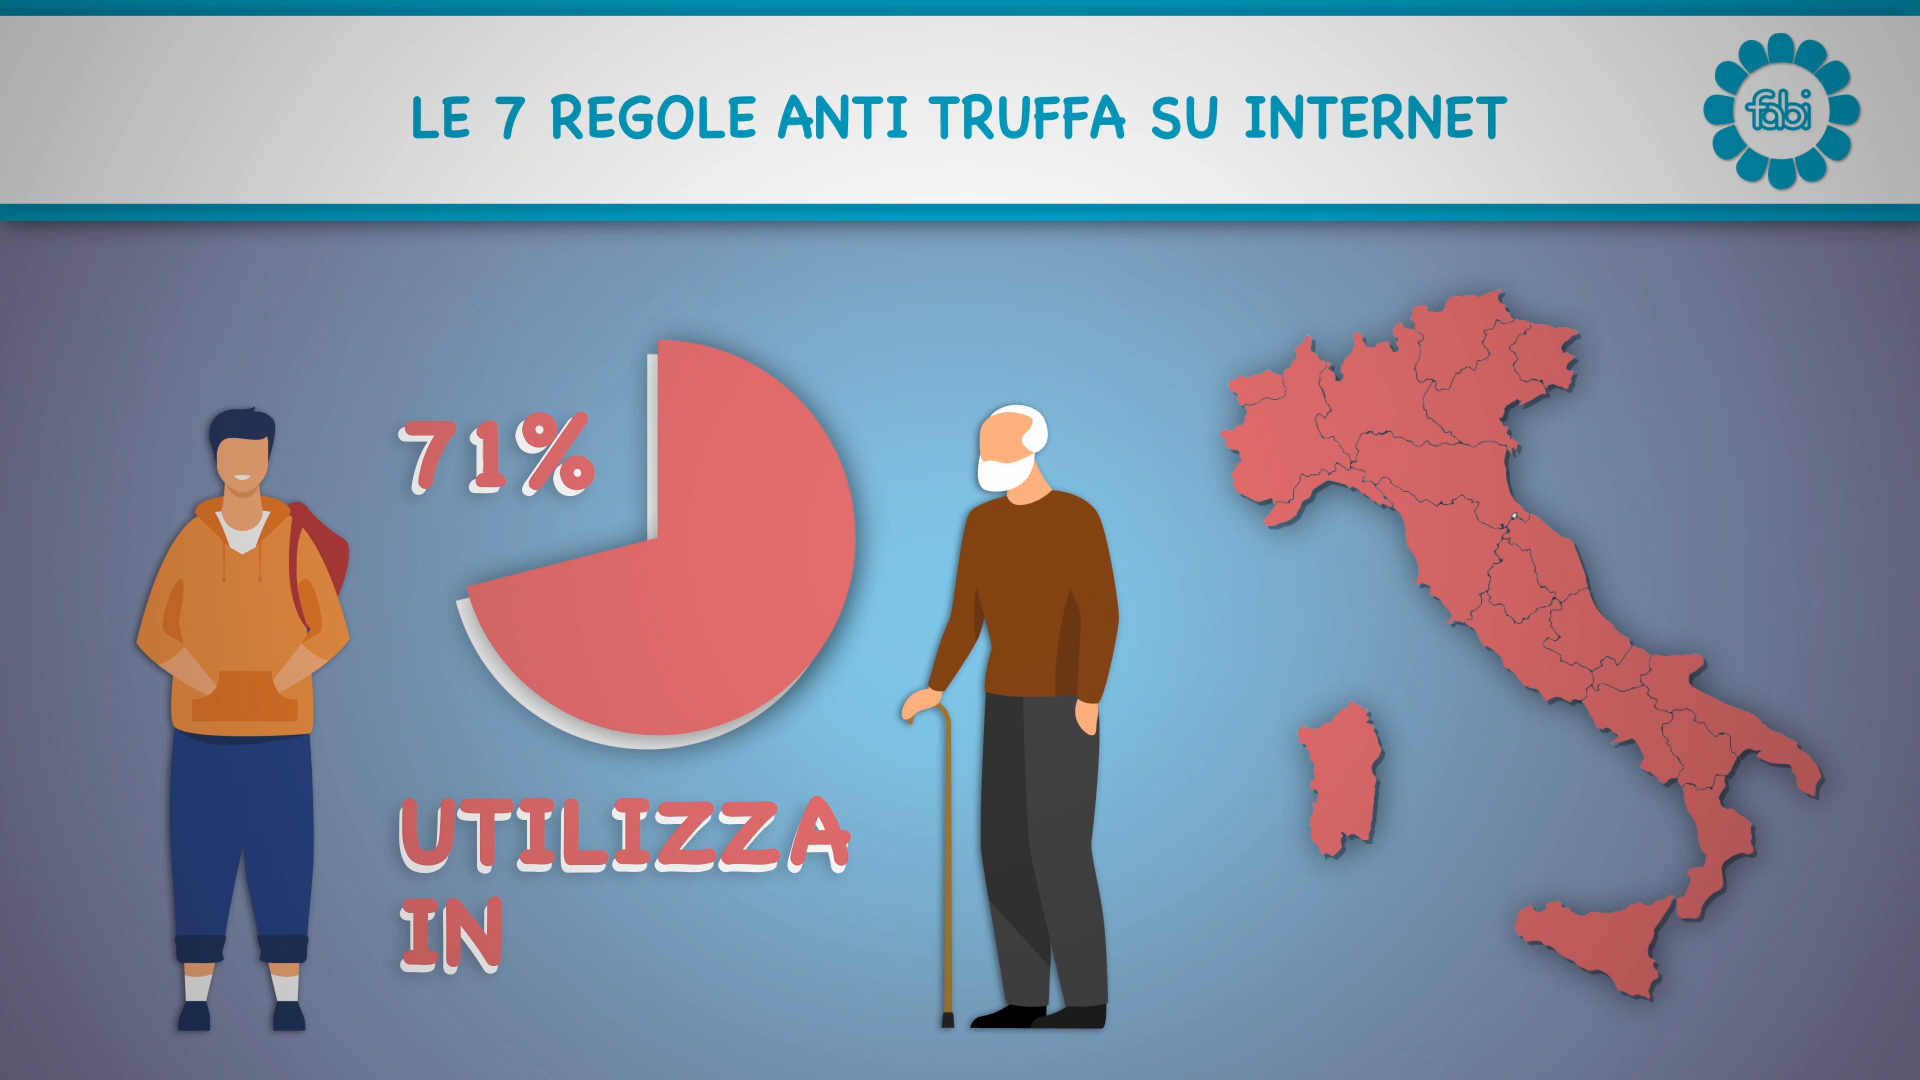 LE 7 REGOLE ANTI TRUFFA SU INTERNET
fabi
71%
UTILIZZA
IN